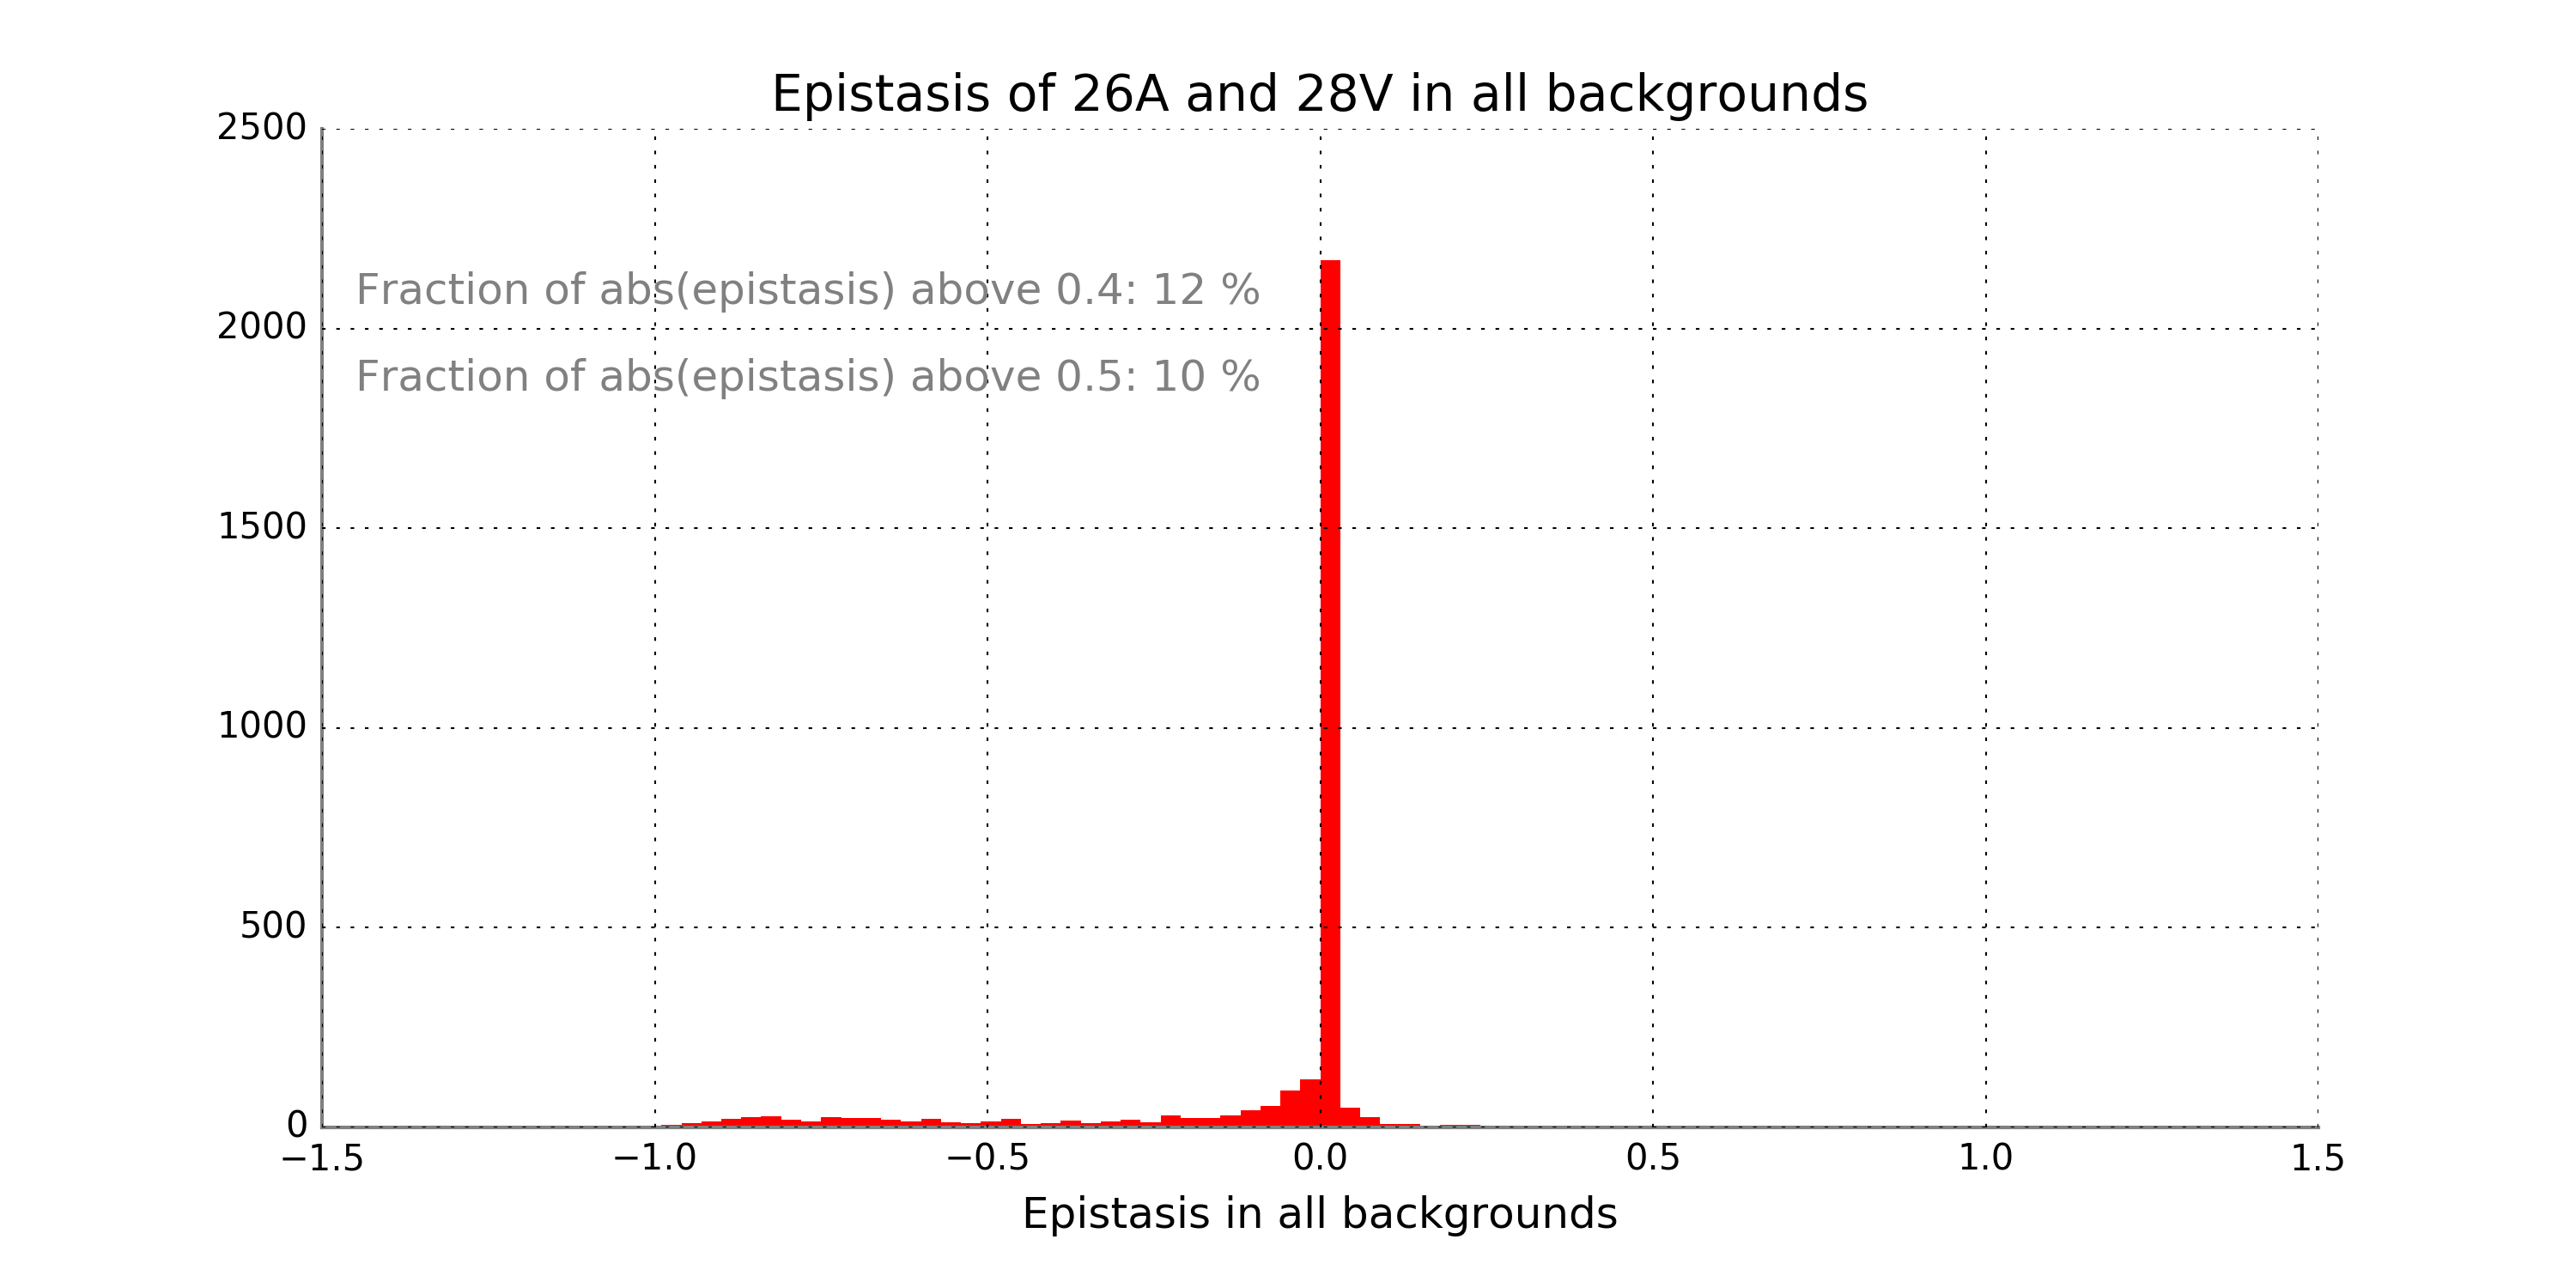 Epistasis of 26A and 28V in all backgrounds
2500
Fraction of abs(epistasis) above 0.4: 12 %
2000
Fraction of abs(epistasis) above 0.5: 10 %
1500
1000
500
0
−1.5 −1.0 −0.5 0.0 0.5 1.0 1.5
Epistasis in all backgrounds